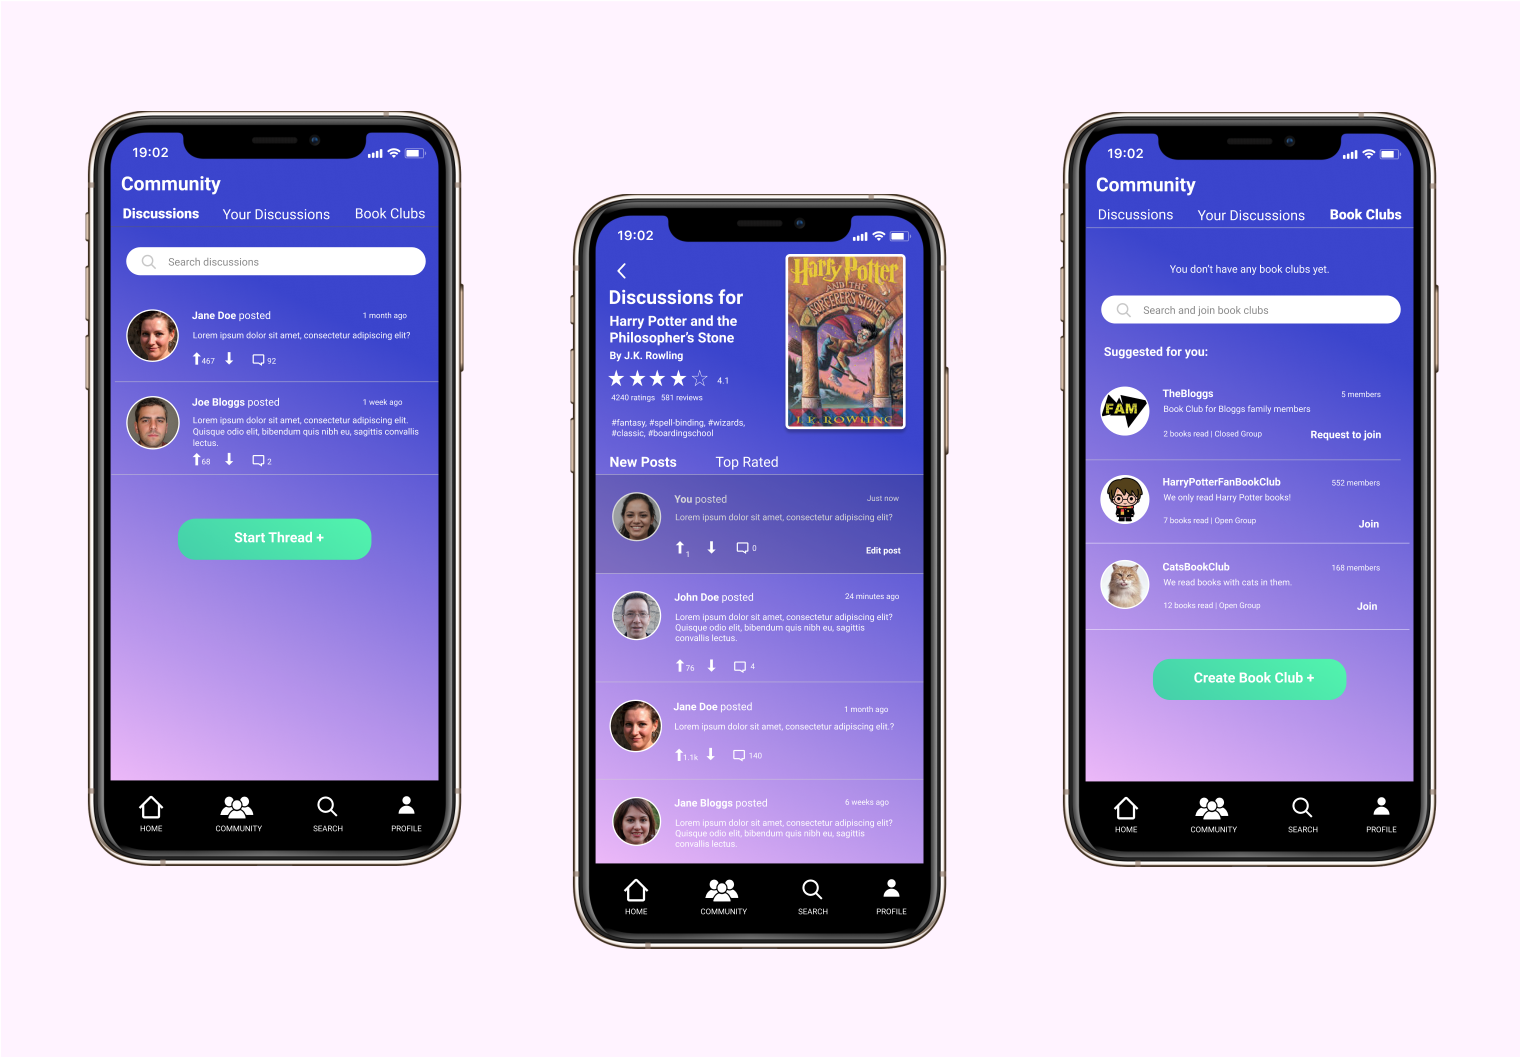 19:02
Community
Discussions Your Discussions Book Clubs
Search discussions
Jane Doe posted 1 month ago
Lorem ipsum dolor sit amet, consectetur adipiscing elit?
467 92
Joe Bloggs posted 1 week ago
Lorem ipsum dolor sit amet, consectetur adipiscing elit.
Quisque odio elit, bibendum quis nibh eu, sagittis convallis
lectus.
68 2
Start Thread +
HOME COMMUNITY SEARCH PROFILE
19:02
Discussions for
Harry Potter and the
Philosopher's Stone
By J.K. Rowling
4.1
4240 ratings 581 reviews
#fantasy, #spell-binding, #wizards,
#classic, #boardingschool
Harry Potter
AND THE
SORCERER'S STONE
J. K. ROWLING
New Posts Top Rated
You posted Just now
Lorem ipsum dolor sit amet, consectetur adipiscing elit?
1 0 Edit post
John Doe posted 24 minutes ago
Lorem ipsum dolor sit amet, consectetur adipiscing elit?
Quisque odio elit, bibendum quis nibh eu, sagittis
convallis lectus.
76 4
Jane Doe posted 1 month ago
Lorem ipsum dolor sit amet, consectetur adipiscing elit.?
1.1k 140
Jane Bloggs posted 6 weeks ago
Lorem ipsum dolor sit amet, consectetur adipiscing elit?
Quisque odio elit, bibendum quis nibh eu, sagittis
convallis lectus.
HOME COMMUNITY SEARCH PROFILE
19:02
Community
Discussions Your Discussions Book Clubs
You don't have any book clubs yet.
Search and join book clubs
Suggested for you:
FAM
TheBloggs 5 members
Book Club for Bloggs family members
2 books read | Closed Group Request to join
HarryPotterFanBookClub 552 members
We only read Harry Potter books!
7 books read | Open Group Join
CatsBookClub 168 members
We read books with cats in them.
12 books read | Open Group Join
Create Book Club +
HOME COMMUNITY SEARCH PROFILE